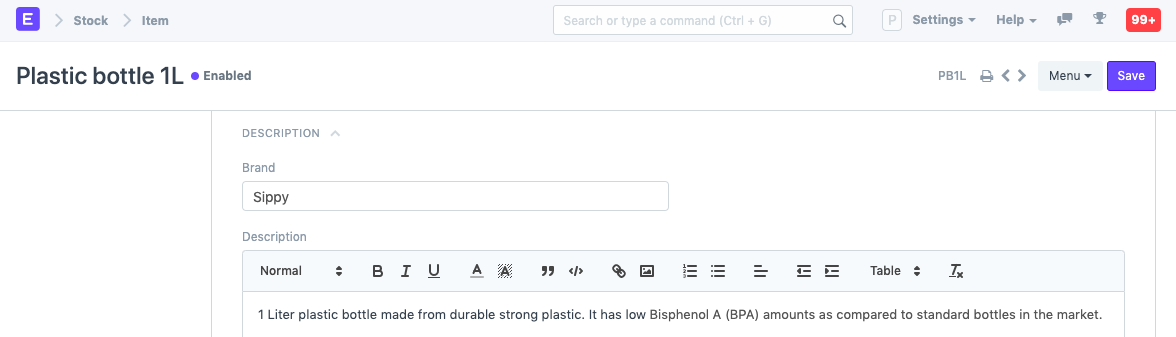 E Stock Item Search or type a command (Ctrl + G) P Settings Help 99+
Plastic bottle 1L Enabled PB1L Menu Save
DESCRIPTION
Brand
Sippy
Description
Normal B I U A A Table
1 Liter plastic bottle made from durable strong plastic. It has low Bisphenol A (BPA) amounts as compared to standard bottles in the market.